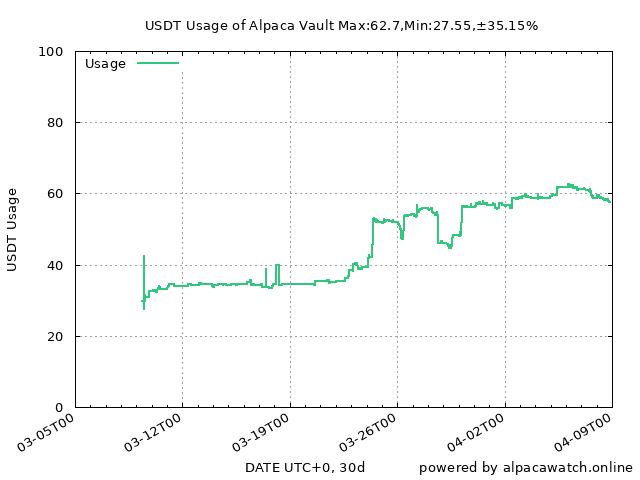 USDT Usage of Alpaca Vault Max:62.7,Min:27.55,±35.15%
Usage
100
80
60
40
20
0
USDT Usage
03-05T00
03-12T00
03-19T00
03-26T00
04-02T00
04-09T00
DATE UTC+0, 30d
powered by alpacawatch.online